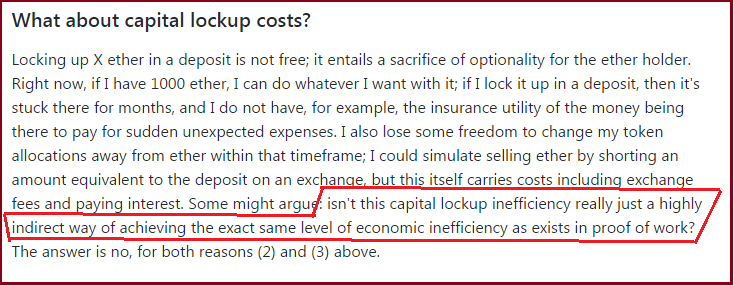 What about capital lockup costs?
Locking up X ether in a deposit is not free; it entails a sacrifice of optionality for the ether holder.
Right now, if I have 1000 ether, I can do whatever I want with it; if I lock it up in a deposit, then it's
stuck there for months, and I do not have, for example, the insurance utility of the money being
there to pay for sudden unexpected expenses. I also lose some freedom to change my token
allocations away from ether within that timeframe; I could simulate selling ether by shorting an
amount equivalent to the deposit on an exchange, but this itself carries costs including exchange
fees and paying interest. Some might argue: isn't this capital lockup inefficiency really just a highly
indirect way of achieving the exact same level of economic inefficiency as exists in proof of work?
The answer is no, for both reasons (2) and (3) above.